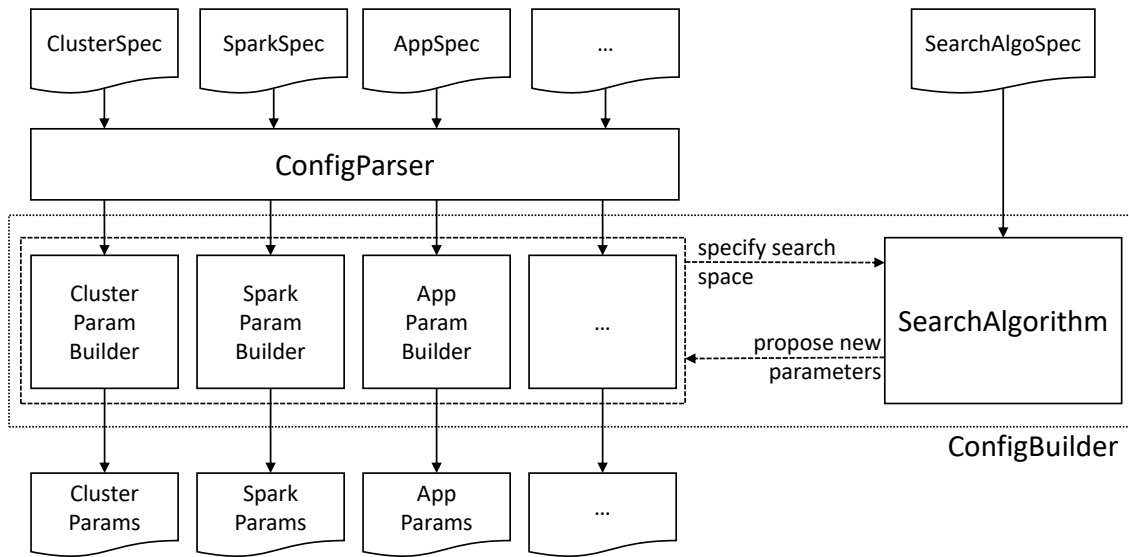 ClusterSpec
SparkSpec
AppSpec
...
SearchAlgoSpec
ConfigParser
specify search
space
Cluster
Param
Builder
Spark
Param
Builder
App
Param
Builder
...
SearchAlgorithm
propose new
parameters
ConfigBuilder
Cluster
Params
Spark
Params
App
Params
...